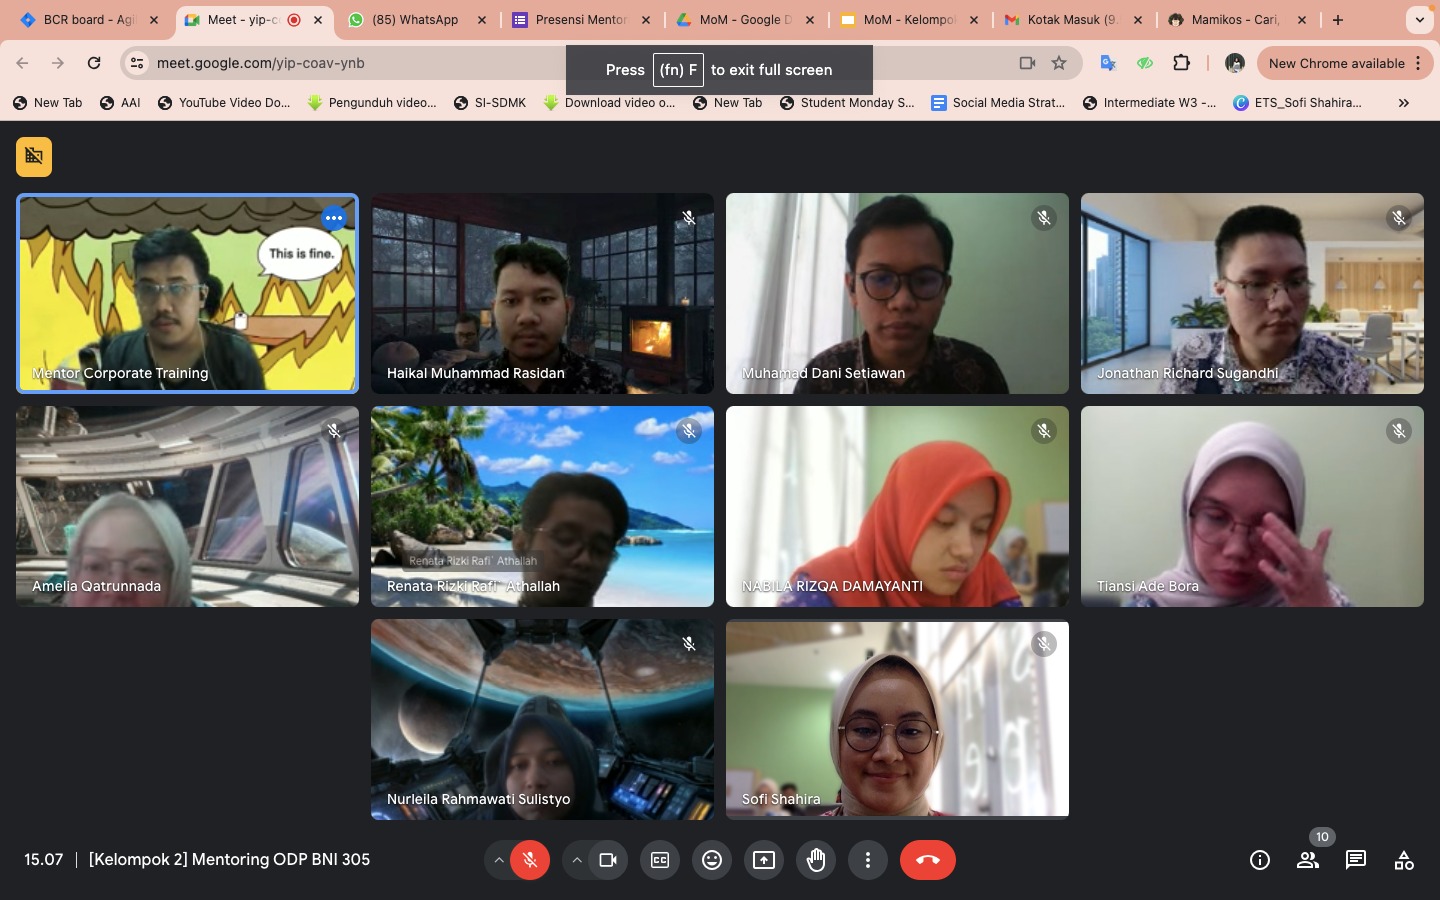 BCR board - Agi
Meet - yip-c
(85) WhatsApp
Presensi Mentor
MoM - Google D
MoM - Kelompok
Kotak Masuk (9.
Mamikos - Cari,
meet.google.com/yip-coav-ynb
Press (fn) F to exit full screen
New Chrome available
New Tab
AAI
YouTube Video Do...
Pengunduh video...
SI-SDMK
Download video o...
New Tab
Student Monday S...
Social Media Strat...
Intermediate W3 -...
ETS_Sofi Shahira...
This is fine.
Mentor Corporate Training
Haikal Muhammad Rasidan
Muhamad Dani Setiawan
Jonathan Richard Sugandhi
Amelia Qatrunnada
Renata Rizki Rafi` Athallah
Renata Rizki Rafi` Athallah
NABILA RIZQA DAMAYANTI
Tiansi Ade Bora
Nurleila Rahmawati Sulistyo
Sofi Shahira
15.07 | [Kelompok 2] Mentoring ODP BNI 305
CC
10